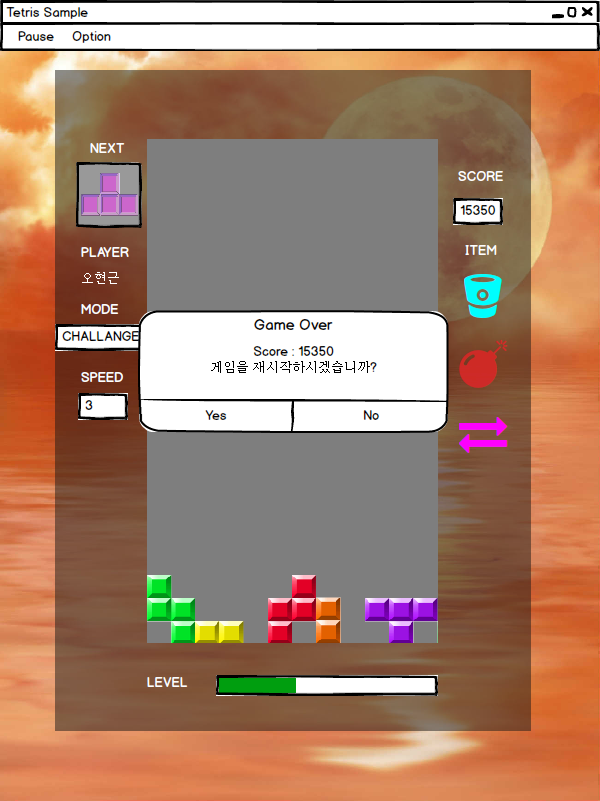 Tetris Sample
Pause Option
NEXT
PLAYER
오현근
MODE
CHALLANGE
SPEED
3
SCORE
15350
ITEM
Game Over
Score : 15350
게임을 재시작하시겠습니까?
Yes No
LEVEL